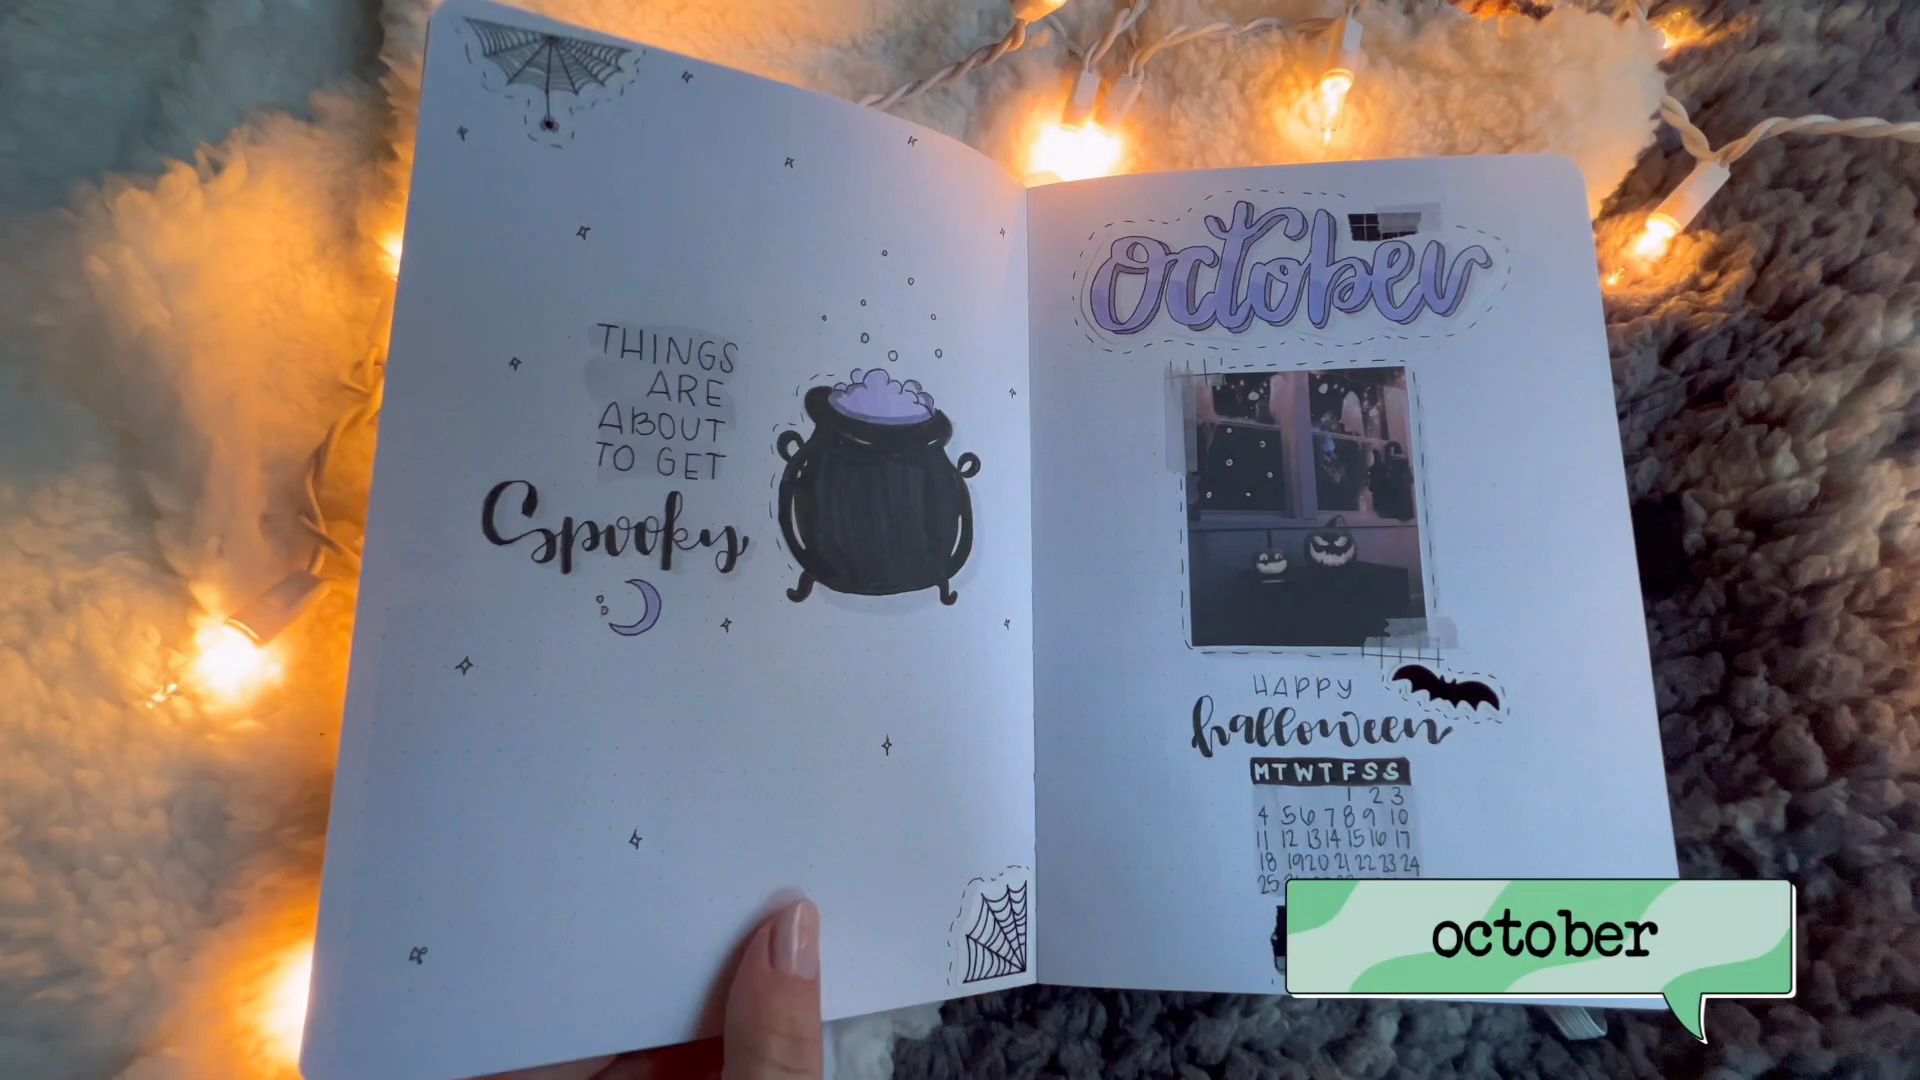 THINGS
ARE
ABOUT
TO GET
Spooky
October
HAPPY
halloween
M T W T F S S
1 2 3
4 5 6 7 8 9 10
11 12 13 14 15 16 17
18 19 20 21 22 23 24
25
october